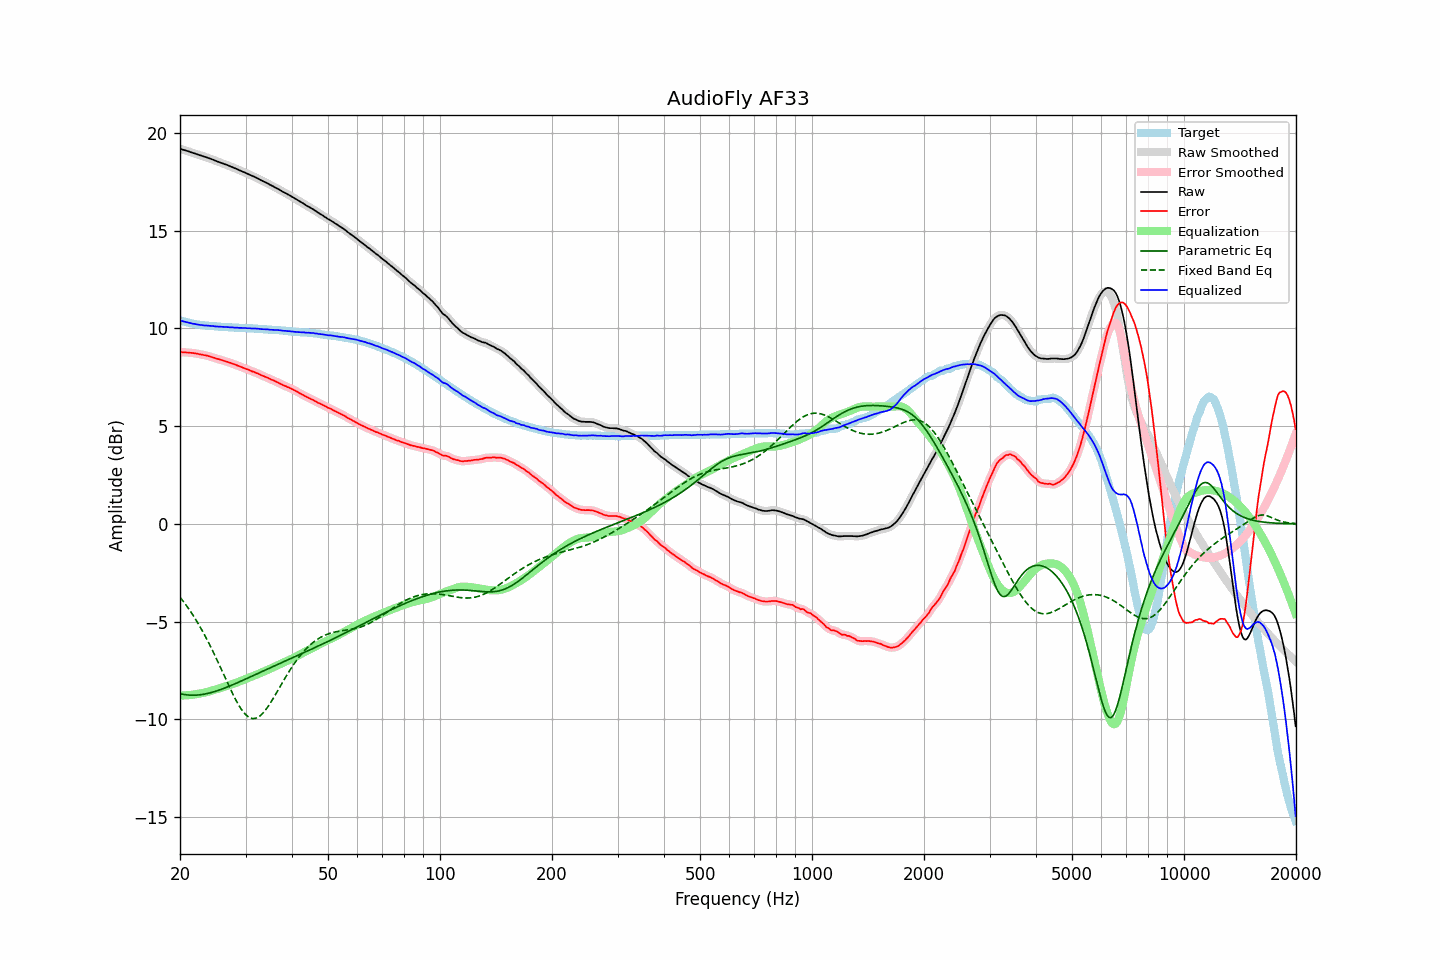 AudioFly AF33
Target
Raw Smoothed
Error Smoothed
Raw
Error
Equalization
Parametric Eq
Fixed Band Eq
Equalized
Amplitude (dBr)
20
15
10
5
0
−5
−10
−15
20 50 100 200 500 1000 2000 5000 10000 20000
Frequency (Hz)